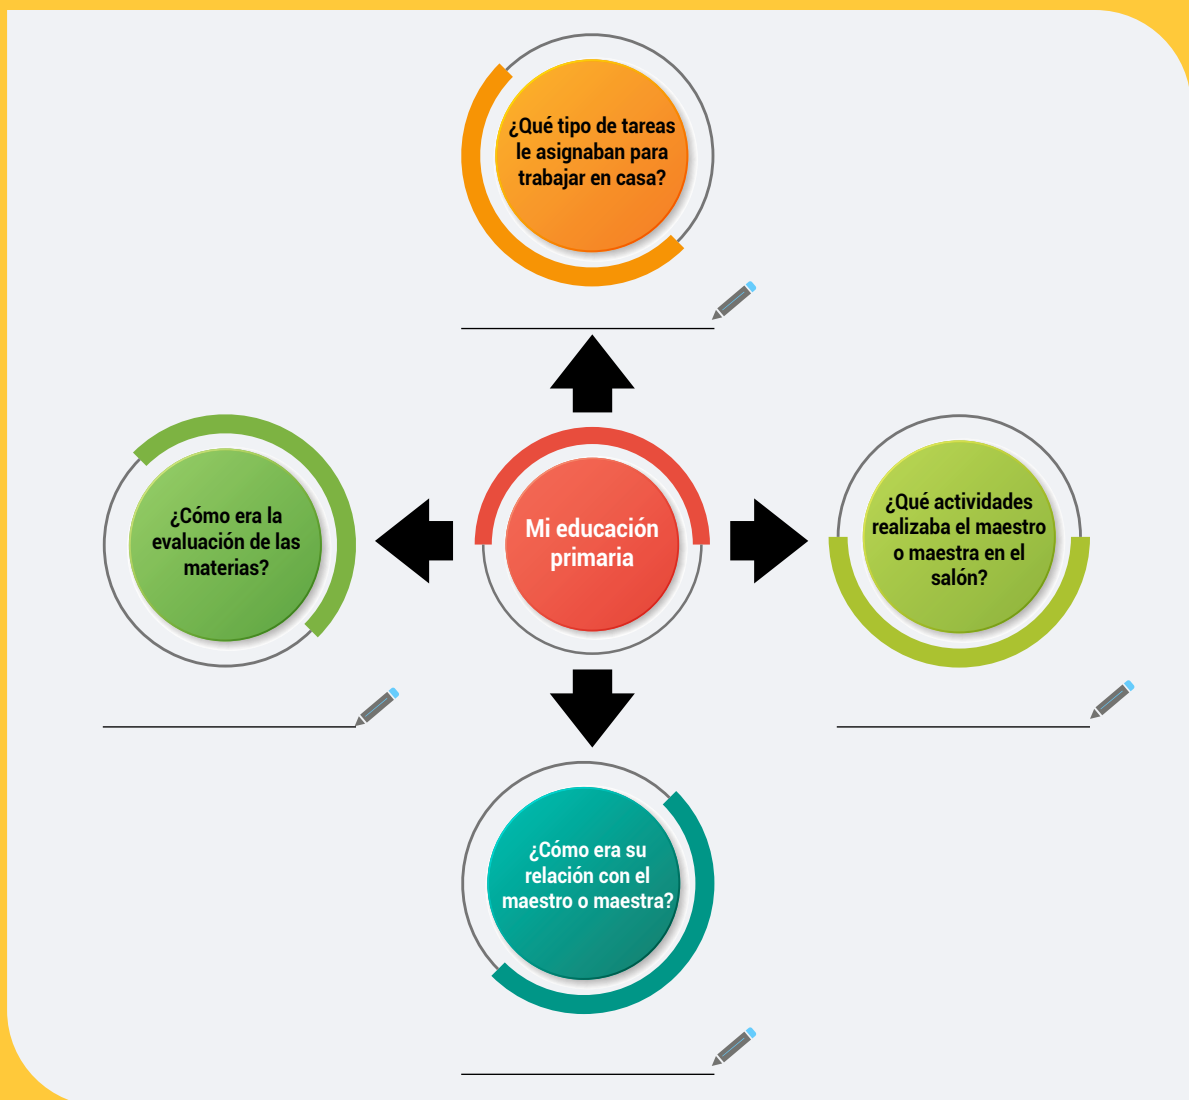 ¿Qué tipo de tareas
le asignaban para
trabajar en casa?
¿Cómo era la
evaluación de las
materias?
Mi educación
primaria
¿Qué actividades
realizaba el maestro
o maestra en el
salón?
¿Cómo era su
relación con el
maestro o maestra?